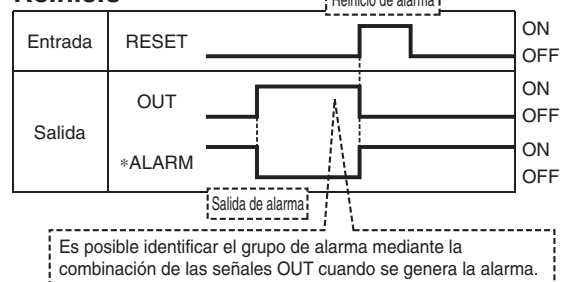 Reinicio
Reinicio de alarma
Entrada RESET ON
OFF
Salida OUT ON
OFF
*ALARM ON
OFF
Salida de alarma
Es posible identificar el grupo de alarma mediante la
combinación de las señales OUT cuando se genera la alarma.